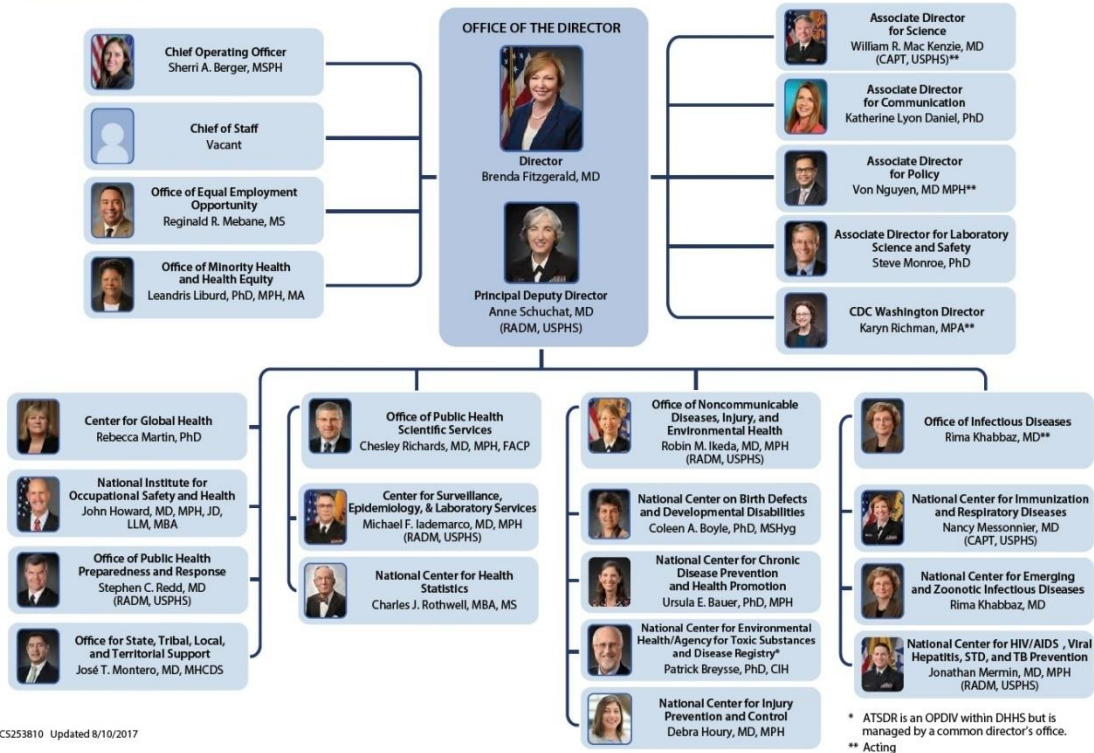 OFFICE OF THE DIRECTOR
Director
Brenda Fitzgerald, MD
Principal Deputy Director
Anne Schuchat, MD
(RADM, USPHS)
Chief Operating Officer
Sherri A. Berger, MSPH
Chief of Staff
Vacant
Office of Equal Employment
Opportunity
Reginald R. Mebane, MS
Office of Minority Health
and Health Equity
Leandris Liburd, PhD, MPH, MA
Associate Director
for Science
William R. Mac Kenzie, MD
(CAPT, USPHS)**
Associate Director
for Communication
Katherine Lyon Daniel, PhD
Associate Director
for Policy
Von Nguyen, MD MPH**
Associate Director for Laboratory
Science and Safety
Steve Monroe, PhD
CDC Washington Director
Karyn Richman, MPA**
Center for Global Health
Rebecca Martin, PhD
National Institute for
Occupational Safety and Health
John Howard, MD, MPH, JD,
LLM, MBA
Office of Public Health
Preparedness and Response
Stephen C. Redd, MD
(RADM, USPHS)
Office for State, Tribal, Local,
and Territorial Support
José T. Montero, MD, MHCDS
Office of Public Health
Scientific Services
Chesley Richards, MD, MPH, FACP
Center for Surveillance,
Epidemiology, & Laboratory Services
Michael F. Iademarco, MD, MPH
(RADM, USPHS)
National Center for Health
Statistics
Charles J. Rothwell, MBA, MS
Office of Noncommunicable
Diseases, Injury, and
Environmental Health
Robin M. Ikeda, MD, MPH
(RADM, USPHS)
National Center on Birth Defects
and Developmental Disabilities
Coleen A. Boyle, PhD, MSHyg
National Center for Chronic
Disease Prevention
and Health Promotion
Ursula E. Bauer, PhD, MPH
National Center for Environmental
Health/Agency for Toxic Substances
and Disease Registry*
Patrick Breysse, PhD, CIH
National Center for Injury
Prevention and Control
Debra Houry, MD, MPH
Office of Infectious Diseases
Rima Khabbaz, MD**
National Center for Immunization
and Respiratory Diseases
Nancy Messonnier, MD
(CAPT, USPHS)
National Center for Emerging
and Zoonotic Infectious Diseases
Rima Khabbaz, MD
National Center for HIV/AIDS , Viral
Hepatitis, STD, and TB Prevention
Jonathan Mermin, MD, MPH
(RADM, USPHS)
CS253810 Updated 8/10/2017
* ATSDR is an OPDIV within DHHS but is
managed by a common director's office.
** Acting